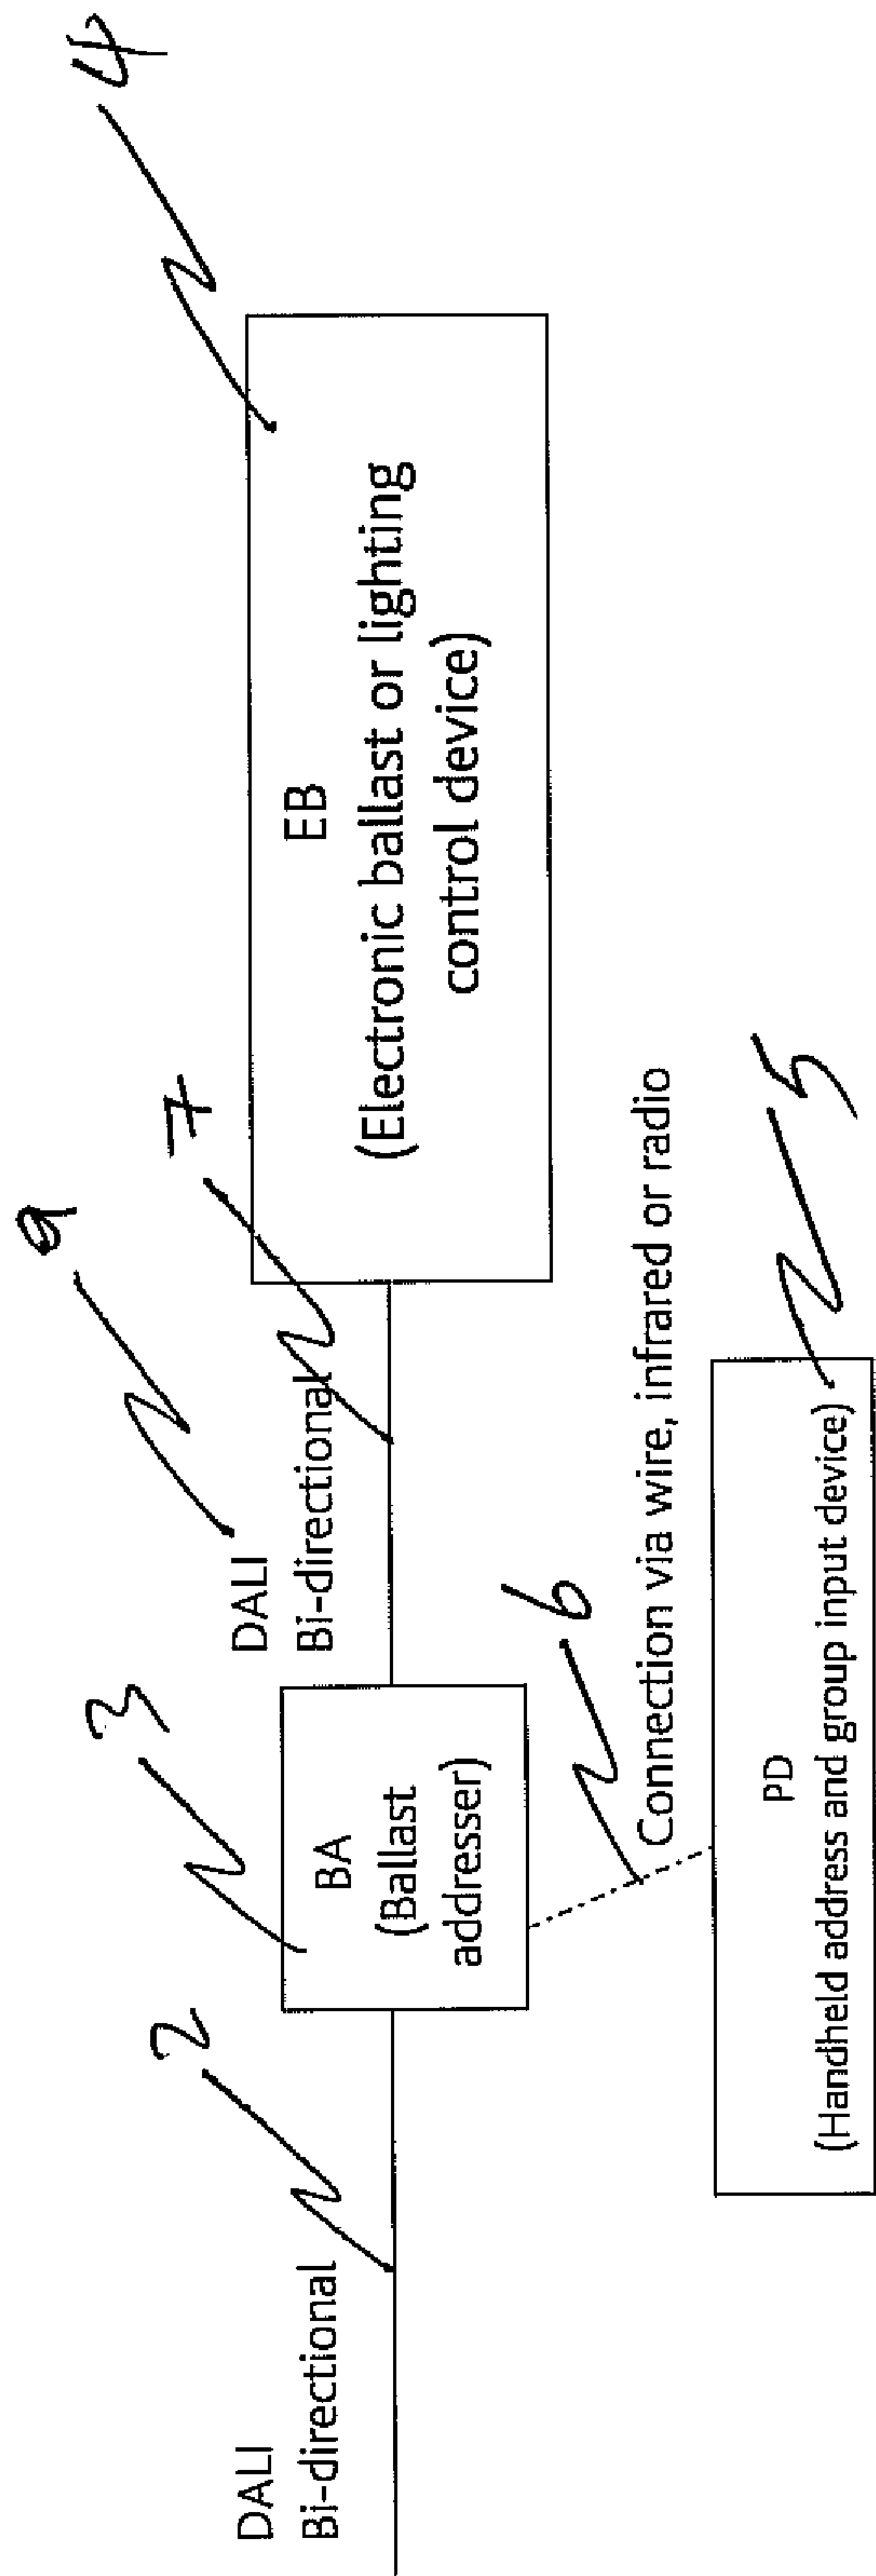 DALI
Bi-directional
2
BA
(Ballast
addresser)
3
DALI
Bi-directional
9
7
EB
(Electronic ballast or lighting
control device)
4
6
Connection via wire, infrared or radio
PD
(Handheld address and group input device)
5